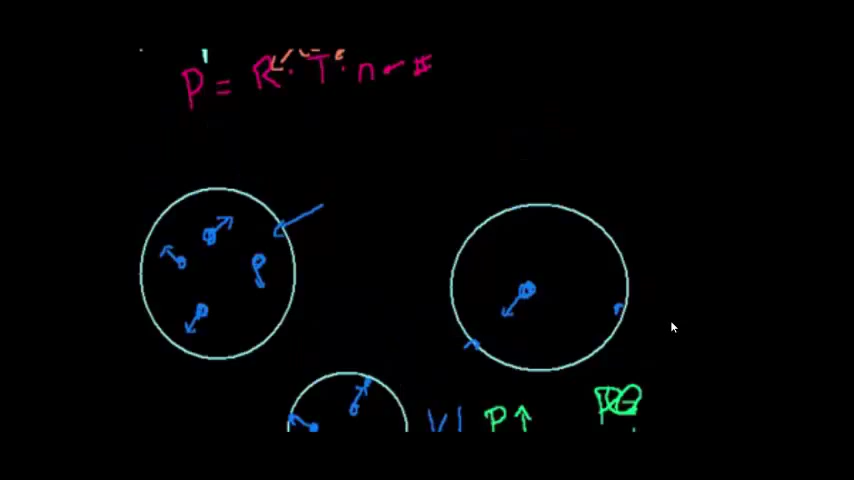 P = R · T · n
V↓ P↑